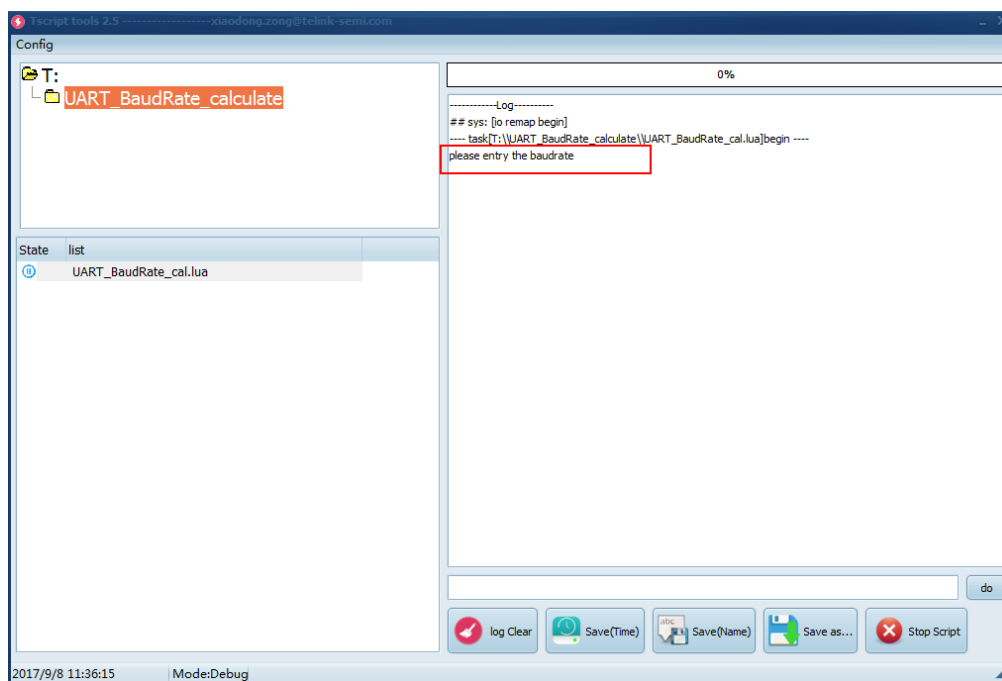 Tscript tools 2.5 -------------------xiaodong.zong@telink-semi.com
Config
T:
UART_BaudRate_calculate
State list
UART_BaudRate_cal.lua
0%
------------Log----------
## sys: [io remap begin]
---- task[T:\\UART_BaudRate_calculate\\UART_BaudRate_cal.lua]begin ----
please entry the baudrate
do
log Clear
Save(Time)
abc
Save(Name)
Save as...
Stop Script
2017/9/8 11:36:15 Mode:Debug